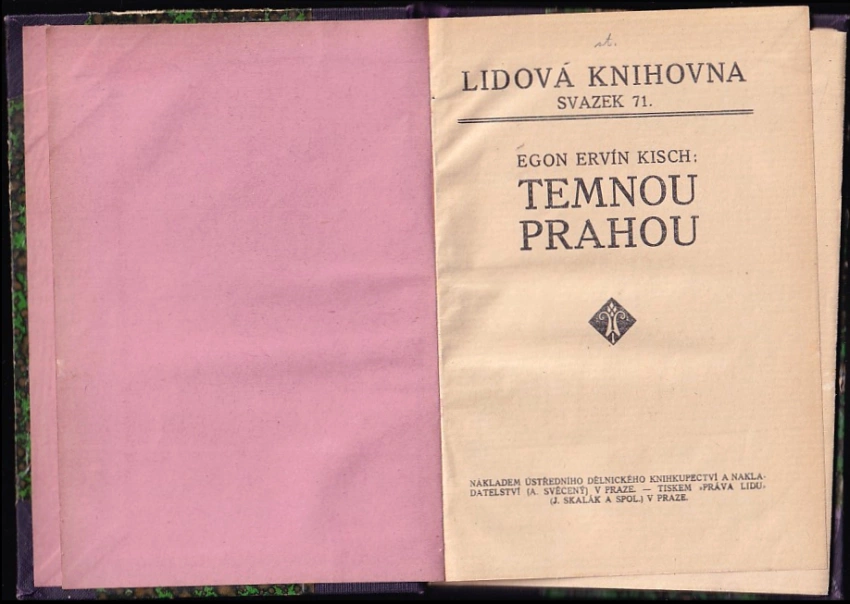 LIDOVÁ KNIHOVNA
SVAZEK 71.
EGON ERVÍN KISCH:
TEMNOU
PRAHOU
NÁKLADEM ÚSTŘEDNÍHO DĚLNICKÉHO KNIHKUPECTVÍ A NAKLA-
DATELSTVÍ (A. SVĚCENÝ) V PRAZE. — TISKEM »PRÁVA LIDU«
(J. SKALÁK A SPOL.) V PRAZE.